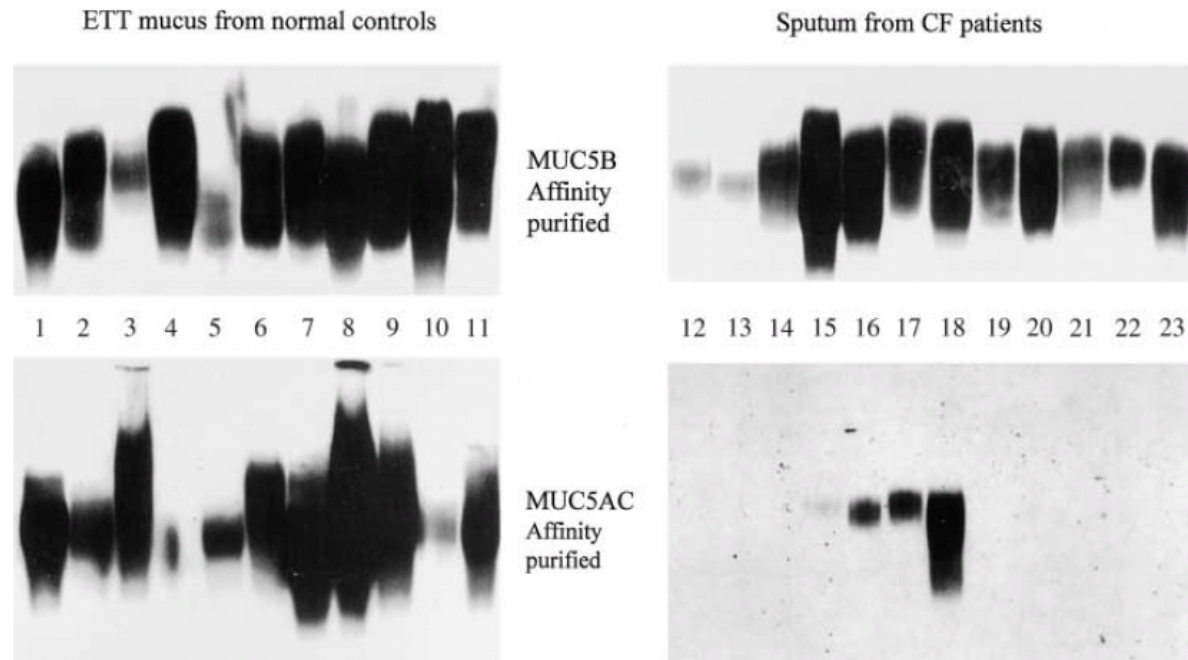 ETT mucus from normal controls
Sputum from CF patients
MUC5B
Affinity
purified
1 2 3 4 5 6 7 8 9 10 11
12 13 14 15 16 17 18 19 20 21 22 23
MUC5AC
Affinity
purified